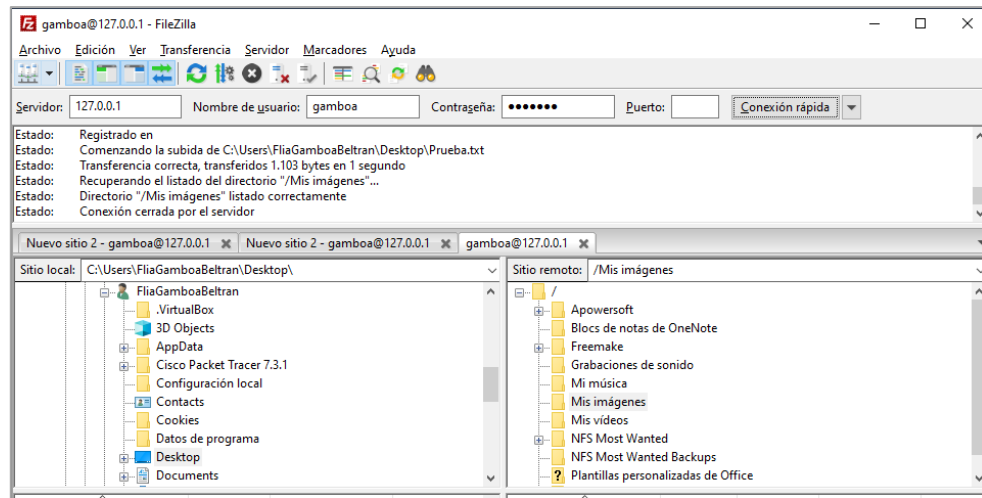 gamboa@127.0.0.1 - FileZilla
Archivo Edición Ver Transferencia Servidor Marcadores Ayuda
Servidor: 127.0.0.1 Nombre de usuario: gamboa Contraseña: ●●●●●●● Puerto: Conexión rápida
Estado: Registrado en
Estado: Comenzando la subida de C:\Users\FliaGamboaBeltran\Desktop\Prueba.txt
Estado: Transferencia correcta, transferidos 1.103 bytes en 1 segundo
Estado: Recuperando el listado del directorio "/Mis imágenes"...
Estado: Directorio "/Mis imágenes" listado correctamente
Estado: Conexión cerrada por el servidor
Nuevo sitio 2 - gamboa@127.0.0.1 Nuevo sitio 2 - gamboa@127.0.0.1 gamboa@127.0.0.1
Sitio local: C:\Users\FliaGamboaBeltran\Desktop\
FliaGamboaBeltran
.VirtualBox
3D Objects
AppData
Cisco Packet Tracer 7.3.1
Configuración local
Contacts
Cookies
Datos de programa
Desktop
Documents
Sitio remoto: /Mis imágenes
/
Apowersoft
Blocs de notas de OneNote
Freemake
Grabaciones de sonido
Mi música
Mis imágenes
Mis vídeos
NFS Most Wanted
NFS Most Wanted Backups
Plantillas personalizadas de Office